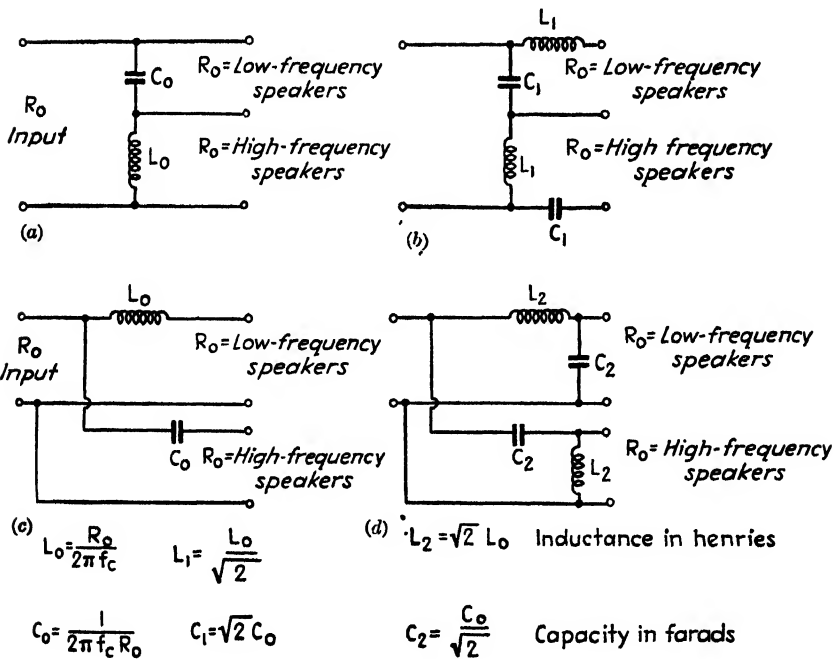 C₀
R₀=Low-frequency
speakers
R₀
Input
L₀
R₀=High-frequency
speakers
(a)
L₁
C₁
R₀=Low-frequency
speakers
L₁
R₀=High frequency
speakers
C₁
(b)
L₀
R₀
Input
R₀=Low-frequency
speakers
C₀
R₀=High-frequency
speakers
(c)
L₂
C₂
R₀=Low-frequency
speakers
C₂
L₂
R₀=High-frequency
speakers
(d)
L₀=R₀/2πf꜀ L₁=L₀/√2 L₂=√2 L₀ Inductance in henries
C₀=1/2πf꜀R₀ C₁=√2 C₀ C₂=C₀/√2 Capacity in farads